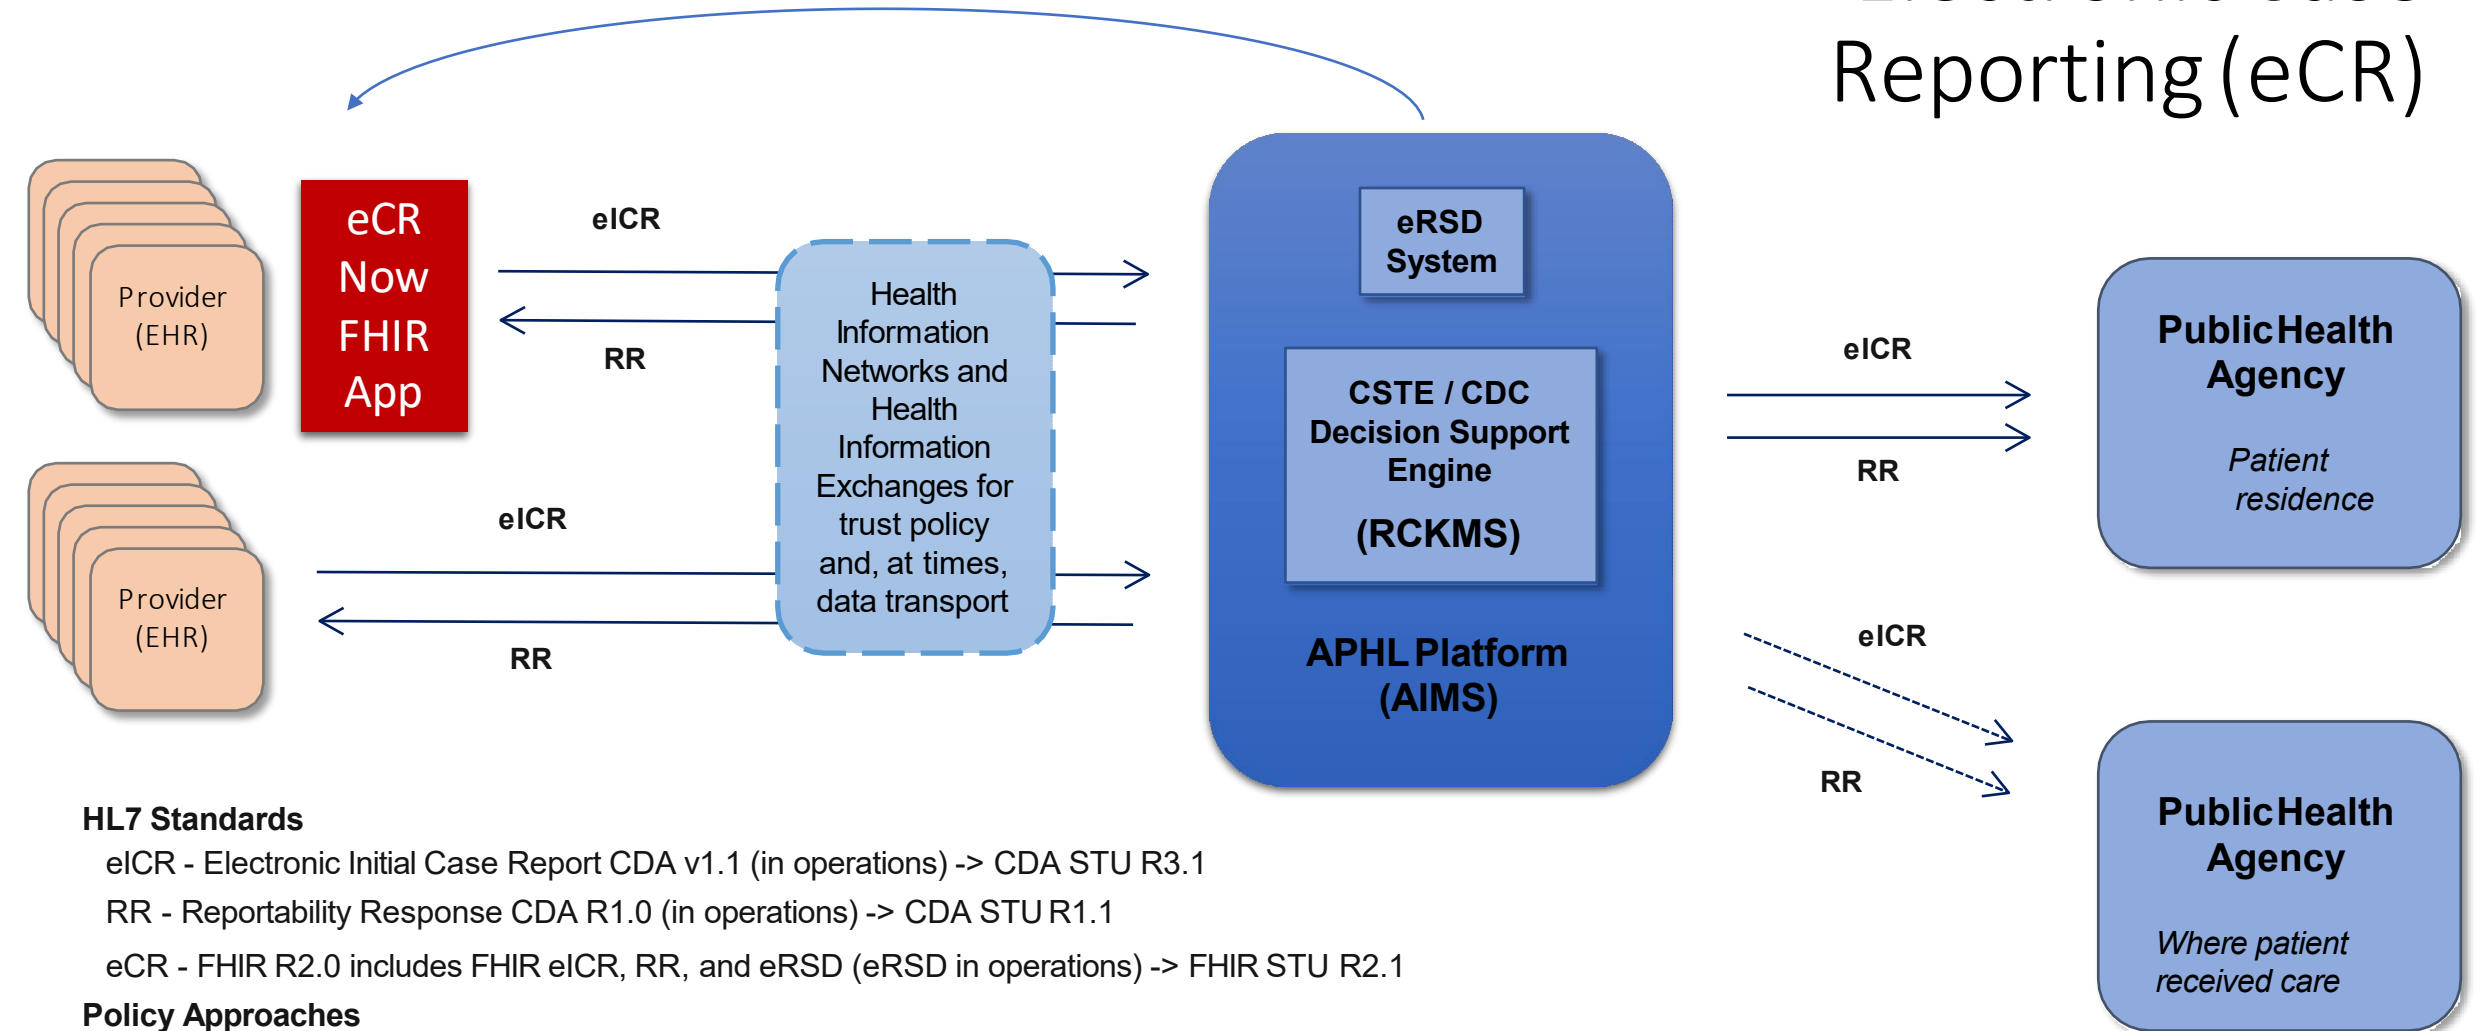 Reporting (eCR)
eCR
Now
FHIR
App
Provider
(EHR)
eICR
RR
Provider
(EHR)
eICR
RR
Health
Information
Networks and
Health
Information
Exchanges for
trust policy
and, at times,
data transport
eRSD
System
CSTE / CDC
Decision Support
Engine
(RCKMS)
APHL Platform
(AIMS)
eICR
RR
eICR
RR
Public Health
Agency
Patient
residence
Public Health
Agency
Where patient
received care
HL7 Standards
eICR - Electronic Initial Case Report CDA v1.1 (in operations) -> CDA STU R3.1
RR - Reportability Response CDA R1.0 (in operations) -> CDA STU R1.1
eCR - FHIR R2.0 includes FHIR eICR, RR, and eRSD (eRSD in operations) -> FHIR STU R2.1
Policy Approaches